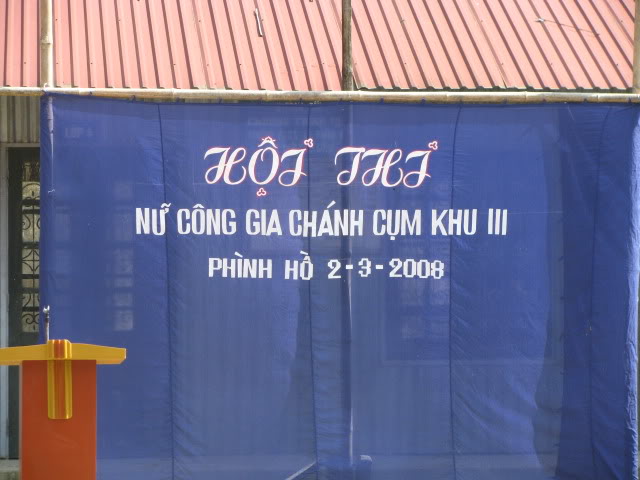 HỘI THI
NỮ CÔNG GIA CHÁNH CỤM KHU III
PHÌNH HỒ 2-3-2008